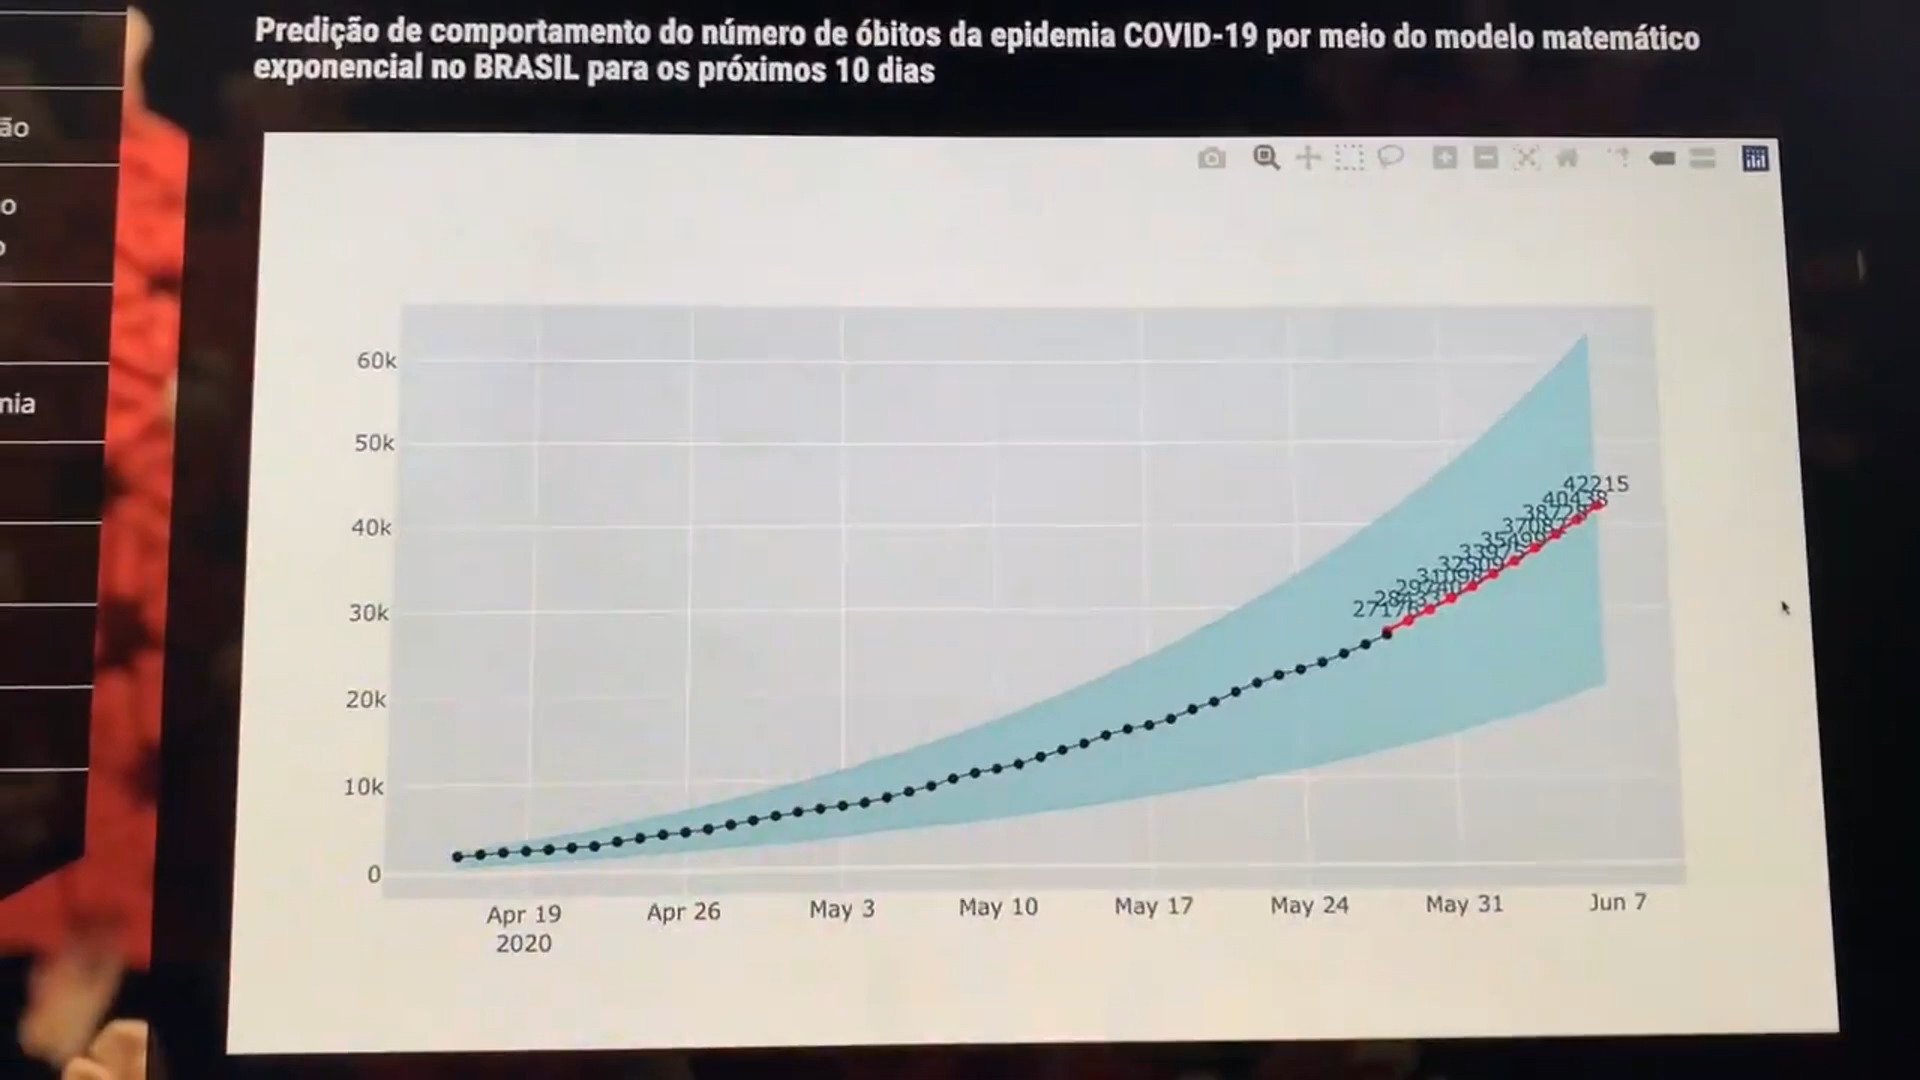 Predição de comportamento do número de óbitos da epidemia COVID-19 por meio do modelo matemático
exponencial no BRASIL para os próximos 10 dias
ão
o
o
nia
60k
50k
40k
30k
20k
10k
0
42215
40438
Apr 19
2020
Apr 26
May 3
May 10
May 17
May 24
May 31
Jun 7